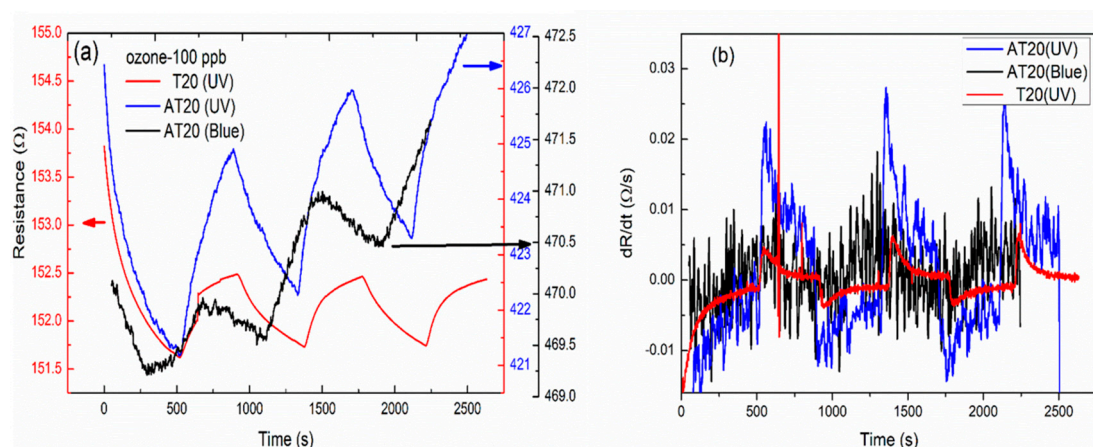 (a)
ozone-100 ppb
T20 (UV)
AT20 (UV)
AT20 (Blue)
Resistance (Ω)
155.0
154.5
154.0
153.5
153.0
152.5
152.0
151.5
427
426
425
424
423
422
421
472.5
472.0
471.5
471.0
470.5
470.0
469.5
469.0
0 500 1000 1500 2000 2500
Time (s)
(b)
AT20(UV)
AT20(Blue)
T20(UV)
dR/dt (Ω/s)
0.03
0.02
0.01
0.00
-0.01
0 500 1000 1500 2000 2500
Time (s)